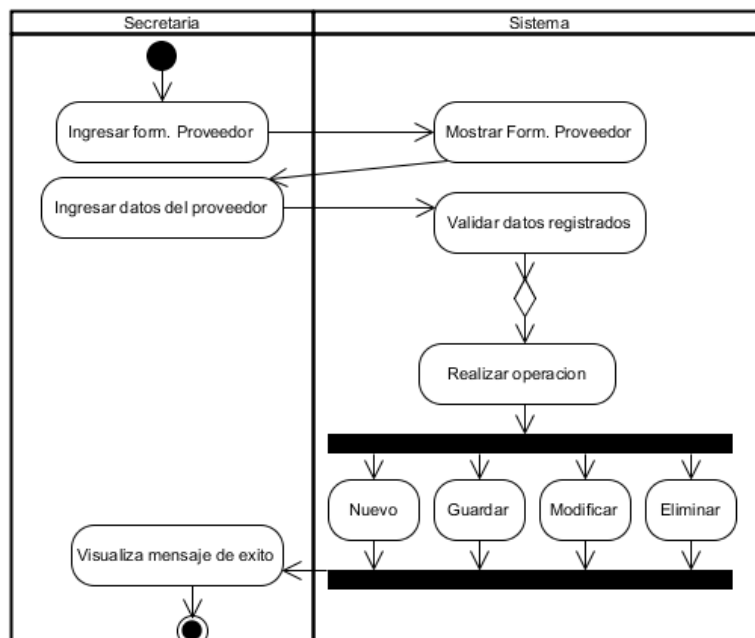 Secretaria
Sistema
Ingresar form. Proveedor
Mostrar Form. Proveedor
Ingresar datos del proveedor
Validar datos registrados
Realizar operacion
Nuevo
Guardar
Modificar
Eliminar
Visualiza mensaje de exito